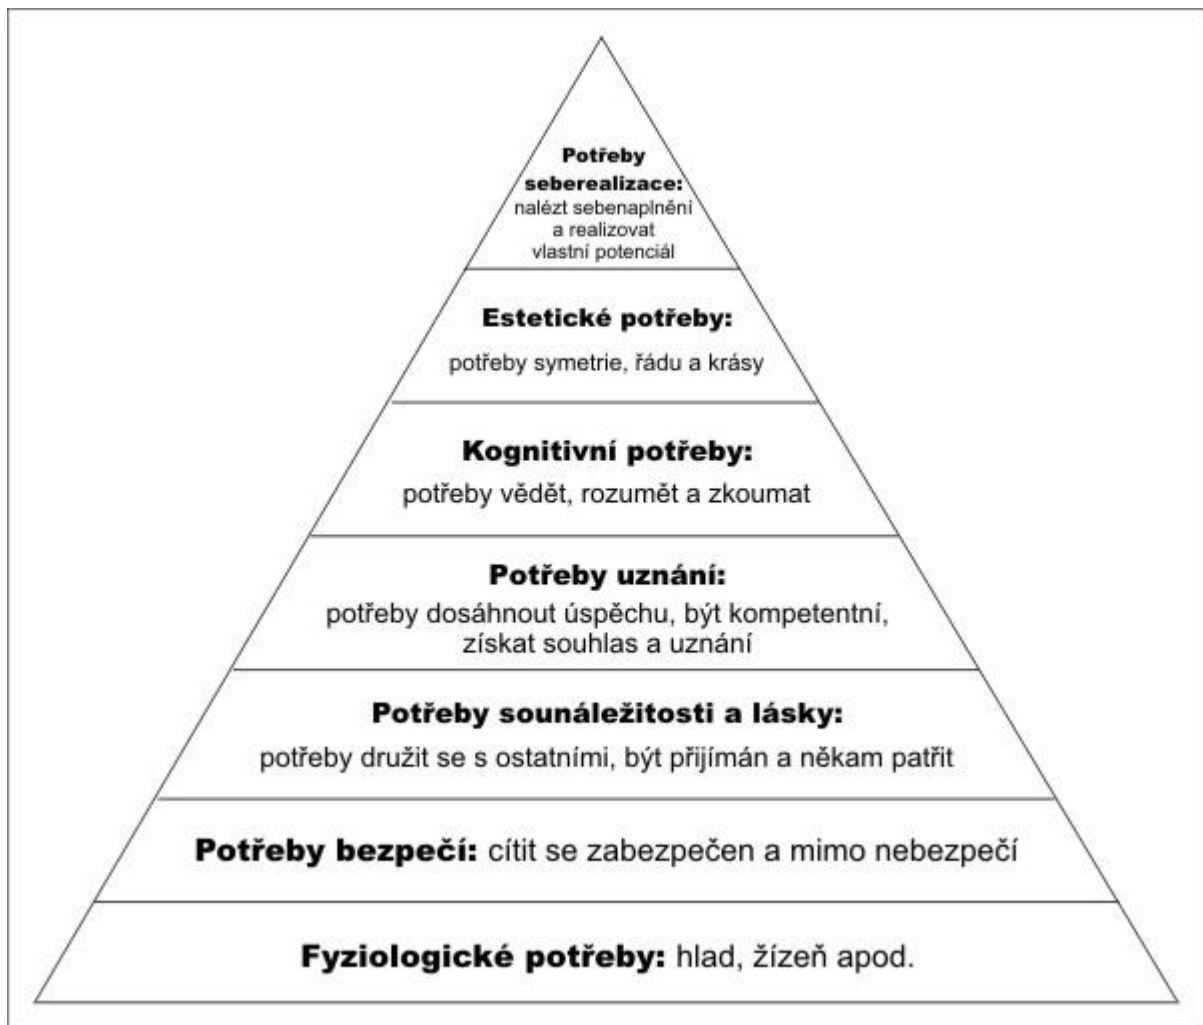 Potřeby
seberealizace:
nalézt sebenaplnění
a realizovat
vlastní potenciál
Estetické potřeby:
potřeby symetrie, řádu a krásy
Kognitivní potřeby:
potřeby vědět, rozumět a zkoumat
Potřeby uznání:
potřeby dosáhnout úspěchu, být kompetentní,
získat souhlas a uznání
Potřeby sounáležitosti a lásky:
potřeby družit se s ostatními, být přijímán a někam patřit
Potřeby bezpečí: cítit se zabezpečen a mimo nebezpečí
Fyziologické potřeby: hlad, žízeň apod.